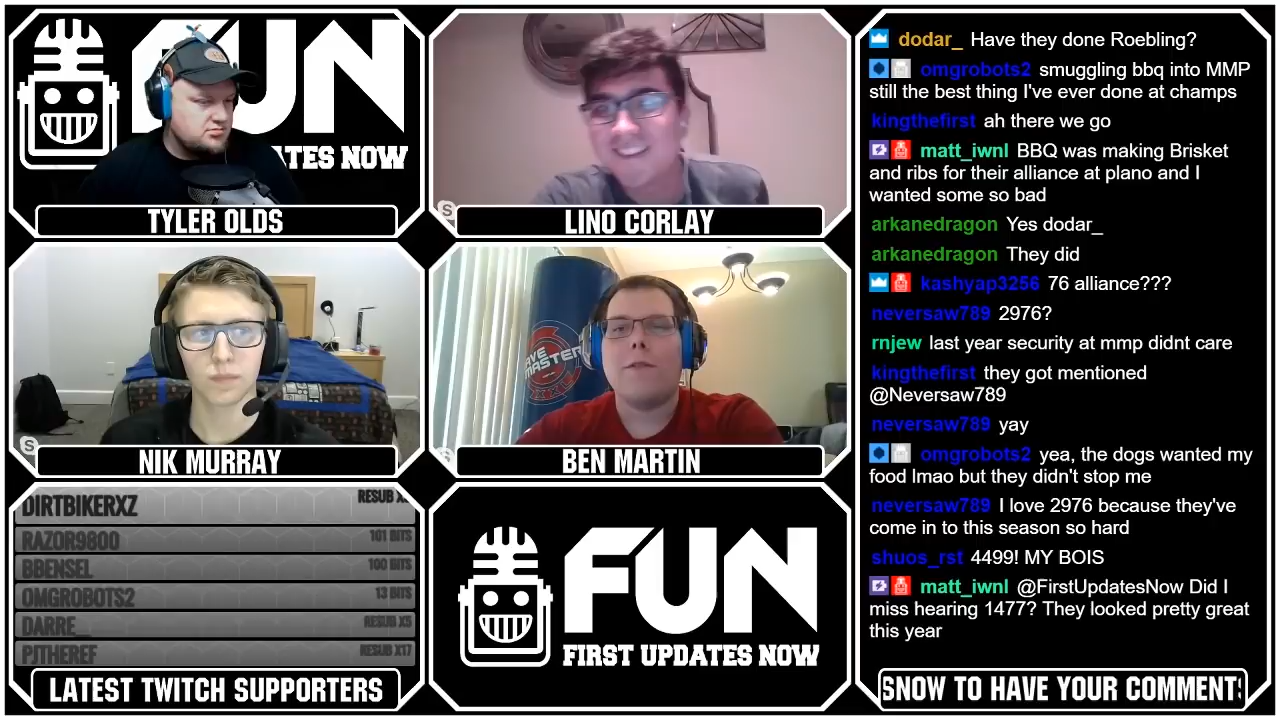 FUN
ATES NOW
TYLER OLDS
LINO CORLAY
NIK MURRAY
BEN MARTIN
DIRTBIKERXZ RESUB X
RAZOR9800 101 BITS
BBENSEL 100 BITS
OMGROBOTS2 13 BITS
DARRE_ RESUB X5
PJTHEREF RESUB X17
LATEST TWITCH SUPPORTERS
FUN
FIRST UPDATES NOW
dodar_ Have they done Roebling?
omgrobots2 smuggling bbq into MMP
still the best thing I've ever done at champs
kingthefirst ah there we go
matt_iwnl BBQ was making Brisket
and ribs for their alliance at plano and I
wanted some so bad
arkanedragon Yes dodar_
arkanedragon They did
kashyap3256 76 alliance???
neversaw789 2976?
rnjew last year security at mmp didnt care
kingthefirst they got mentioned
@Neversaw789
neversaw789 yay
omgrobots2 yea, the dogs wanted my
food lmao but they didn't stop me
neversaw789 I love 2976 because they've
come in to this season so hard
shuos_rst 4499! MY BOIS
matt_iwnl @FirstUpdatesNow Did I
miss hearing 1477? They looked pretty great
this year
SNOW TO HAVE YOUR COMMENTS